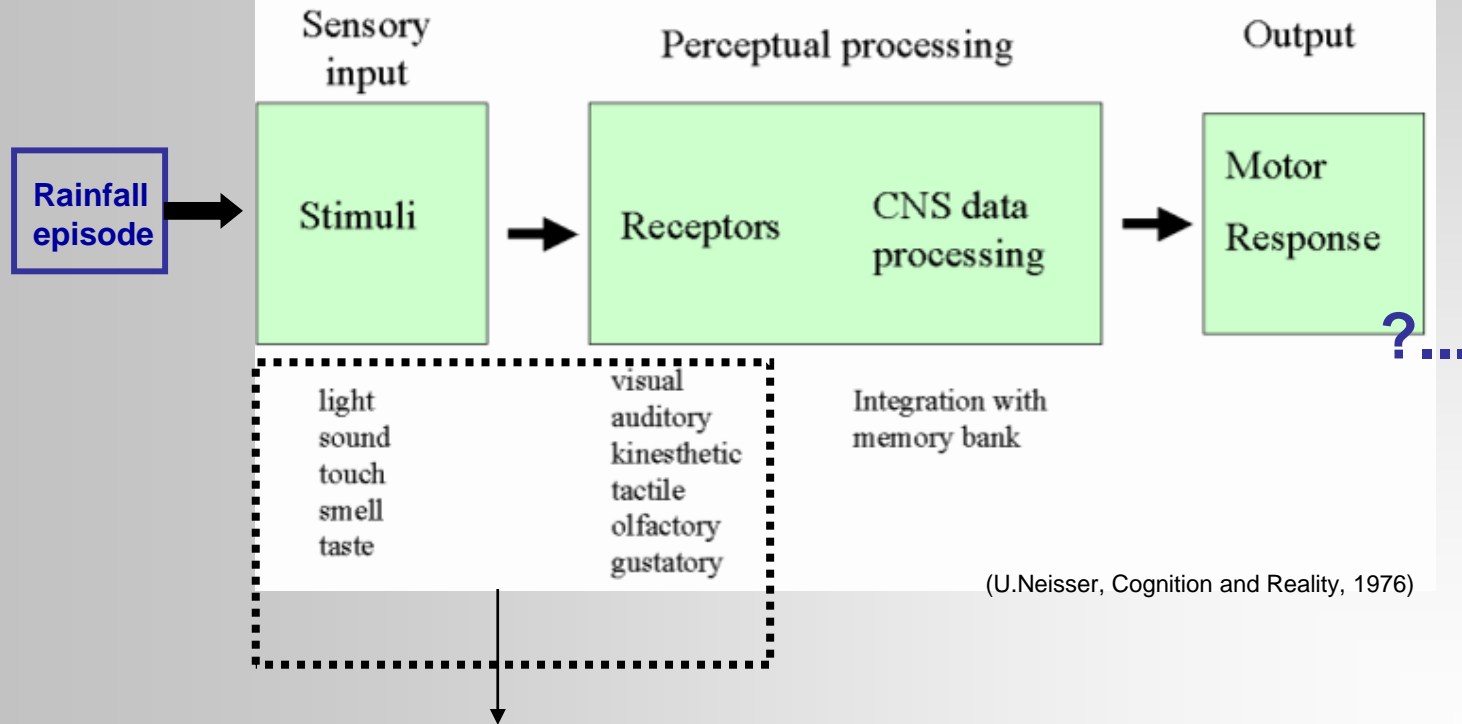 Sensory
input
Perceptual processing
Output
Rainfall
episode
Stimuli
Receptors
CNS data
processing
Motor
Response
?....
light
sound
touch
smell
taste
visual
auditory
kinesthetic
tactile
olfactory
gustatory
Integration with
memory bank
(U.Neisser, Cognition and Reality, 1976)